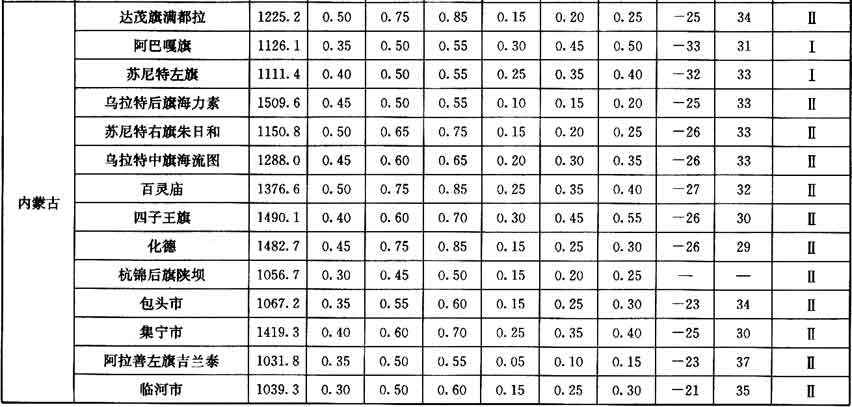 内蒙古
达茂旗满都拉 1225.2 0.50 0.75 0.85 0.15 0.20 0.25 -25 34 Ⅱ
阿巴嘎旗 1126.1 0.35 0.50 0.55 0.30 0.45 0.50 -33 31 Ⅰ
苏尼特左旗 1111.4 0.40 0.50 0.55 0.25 0.35 0.40 -32 33 Ⅰ
乌拉特后旗海力素 1509.6 0.45 0.50 0.55 0.10 0.15 0.20 -25 33 Ⅱ
苏尼特右旗朱日和 1150.8 0.50 0.65 0.75 0.15 0.20 0.25 -26 33 Ⅱ
乌拉特中旗海流图 1288.0 0.45 0.60 0.65 0.20 0.30 0.35 -26 33 Ⅱ
百灵庙 1376.6 0.50 0.75 0.85 0.25 0.35 0.40 -27 32 Ⅱ
四子王旗 1490.1 0.40 0.60 0.70 0.30 0.45 0.55 -26 30 Ⅱ
化德 1482.7 0.45 0.75 0.85 0.15 0.25 0.30 -26 29 Ⅱ
杭锦后旗陕坝 1056.7 0.30 0.45 0.50 0.15 0.20 0.25 — — Ⅱ
包头市 1067.2 0.35 0.55 0.60 0.15 0.25 0.30 -23 34 Ⅱ
集宁市 1419.3 0.40 0.60 0.70 0.25 0.35 0.40 -25 30 Ⅱ
阿拉善左旗吉兰泰 1031.8 0.35 0.50 0.55 0.05 0.10 0.15 -23 37 Ⅱ
临河市 1039.3 0.30 0.50 0.60 0.15 0.25 0.30 -21 35 Ⅱ